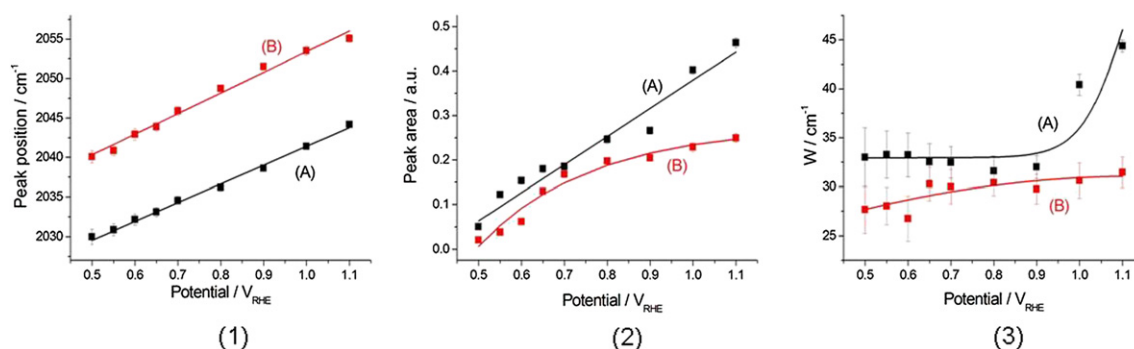 Peak position / cm⁻¹
2055
2050
2045
2040
2035
2030
(B)
(A)
0.5 0.6 0.7 0.8 0.9 1.0 1.1
Potential / V_RHE
(1)
Peak area / a.u.
0.5
0.4
0.3
0.2
0.1
0.0
(A)
(B)
0.5 0.6 0.7 0.8 0.9 1.0 1.1
Potential / V_RHE
(2)
W / cm⁻¹
45
40
35
30
25
(A)
(B)
0.5 0.6 0.7 0.8 0.9 1.0 1.1
Potential / V_RHE
(3)